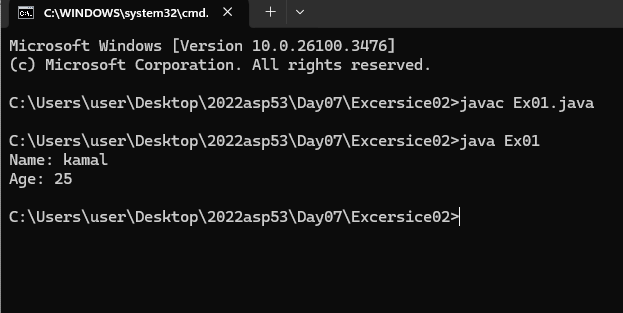 C:\WINDOWS\system32\cmd.
Microsoft Windows [Version 10.0.26100.3476]
(c) Microsoft Corporation. All rights reserved.
C:\Users\user\Desktop\2022asp53\Day07\Excersice02>javac Ex01.java
C:\Users\user\Desktop\2022asp53\Day07\Excersice02>java Ex01
Name: kamal
Age: 25
C:\Users\user\Desktop\2022asp53\Day07\Excersice02>